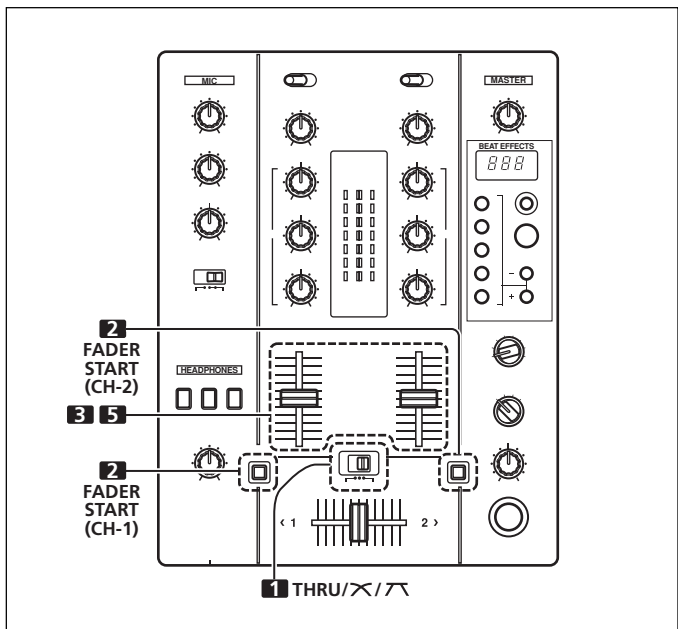 MIC
MASTER
BEAT EFFECTS
888
−
+
2
FADER
START
(CH-2)
HEADPHONES
3 5
2
FADER
START
(CH-1)
< 1
2 >
1 THRU/